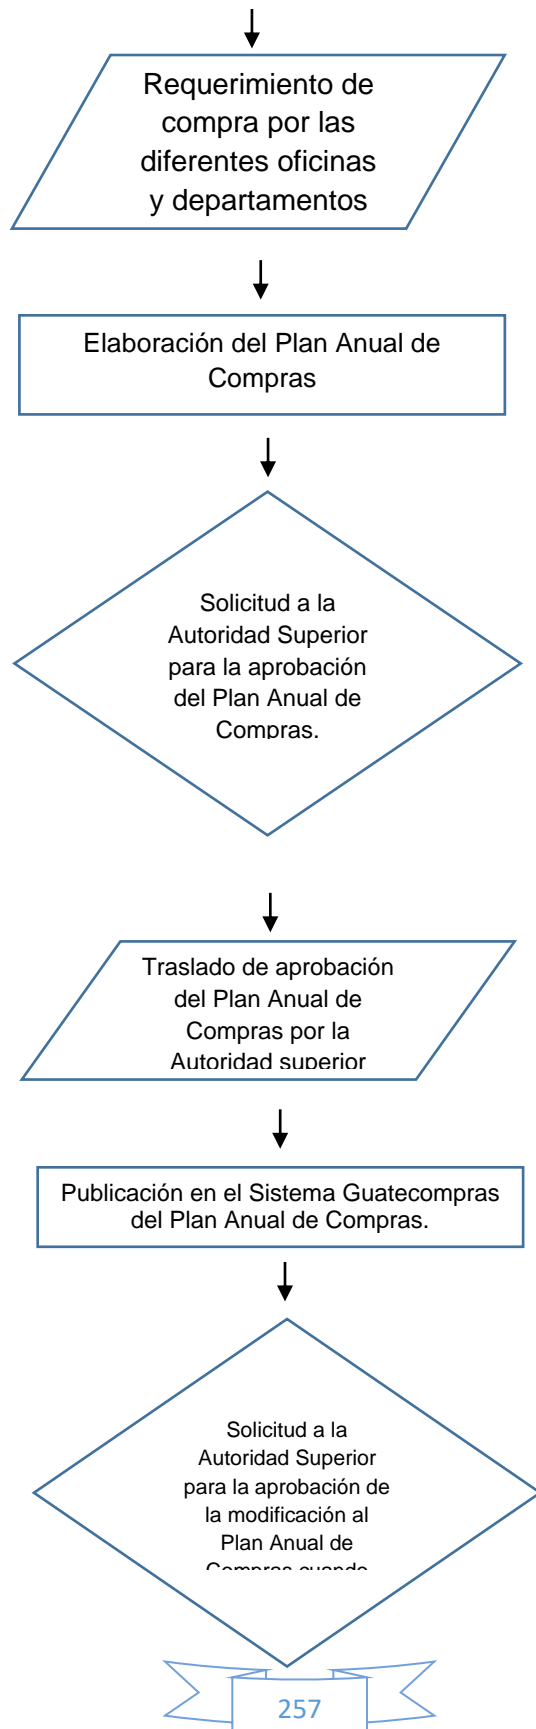 Requerimiento de
compra por las
diferentes oficinas
y departamentos
Elaboración del Plan Anual de
Compras
Solicitud a la
Autoridad Superior
para la aprobación
del Plan Anual de
Compras.
Traslado de aprobación
del Plan Anual de
Compras por la
Autoridad superior
Publicación en el Sistema Guatecompras
del Plan Anual de Compras.
Solicitud a la
Autoridad Superior
para la aprobación de
la modificación al
Plan Anual de
Compras cuando
257